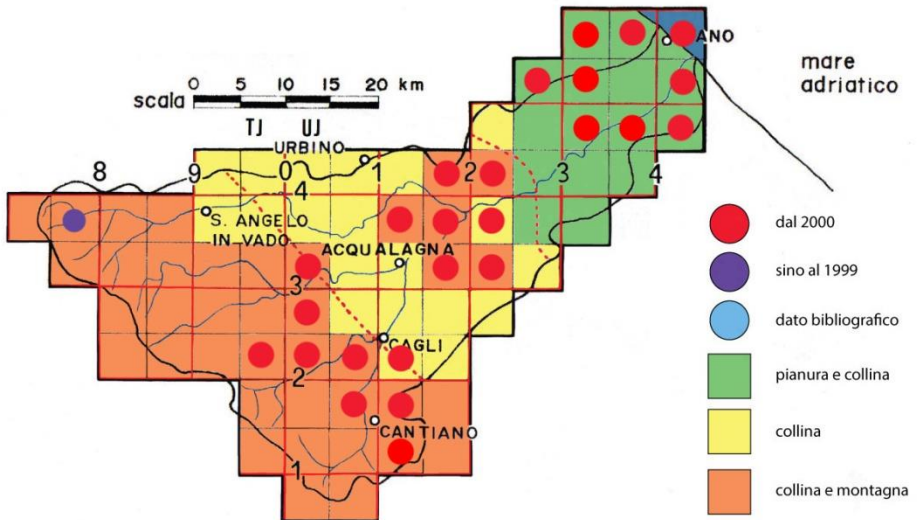 ANO
mare
adriatico
0 5 10 15 20 km
scala
TJ UJ
URBINO
8 9 0 1 2 3 4
4
S. ANGELO
IN VADO
ACQUALAGNA
3
CAGLI
2
CANTIANO
1
dal 2000
sino al 1999
dato bibliografico
pianura e collina
collina
collina e montagna